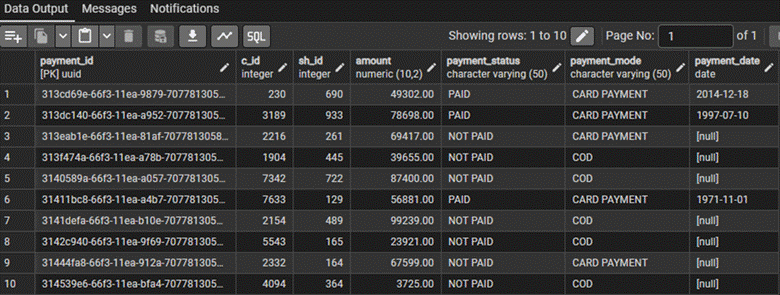 Data Output Messages Notifications
SQL Showing rows: 1 to 10 Page No: 1 of 1
payment_id c_id sh_id amount payment_status payment_mode payment_date
[PK] uuid integer integer numeric (10,2) character varying (50) character varying (50) date
1 313cd69e-66f3-11ea-9879-707781305... 230 690 49302.00 PAID CARD PAYMENT 2014-12-18
2 313dc140-66f3-11ea-a952-707781305... 3189 933 78698.00 PAID CARD PAYMENT 1997-07-10
3 313eab1e-66f3-11ea-81af-7077813058... 2216 261 69417.00 NOT PAID CARD PAYMENT [null]
4 313f474a-66f3-11ea-a78b-707781305... 1904 445 39655.00 NOT PAID COD [null]
5 3140589a-66f3-11ea-a057-707781305... 7342 722 87400.00 NOT PAID COD [null]
6 31411bc8-66f3-11ea-a4b7-707781305... 7633 129 56881.00 PAID CARD PAYMENT 1971-11-01
7 3141defa-66f3-11ea-b10e-707781305... 2154 489 99239.00 NOT PAID COD [null]
8 3142c940-66f3-11ea-9f69-707781305... 5543 165 23921.00 NOT PAID COD [null]
9 31444fa8-66f3-11ea-912a-707781305... 2332 164 67599.00 NOT PAID CARD PAYMENT [null]
10 314539e6-66f3-11ea-bfa4-707781305... 4094 364 3725.00 NOT PAID COD [null]